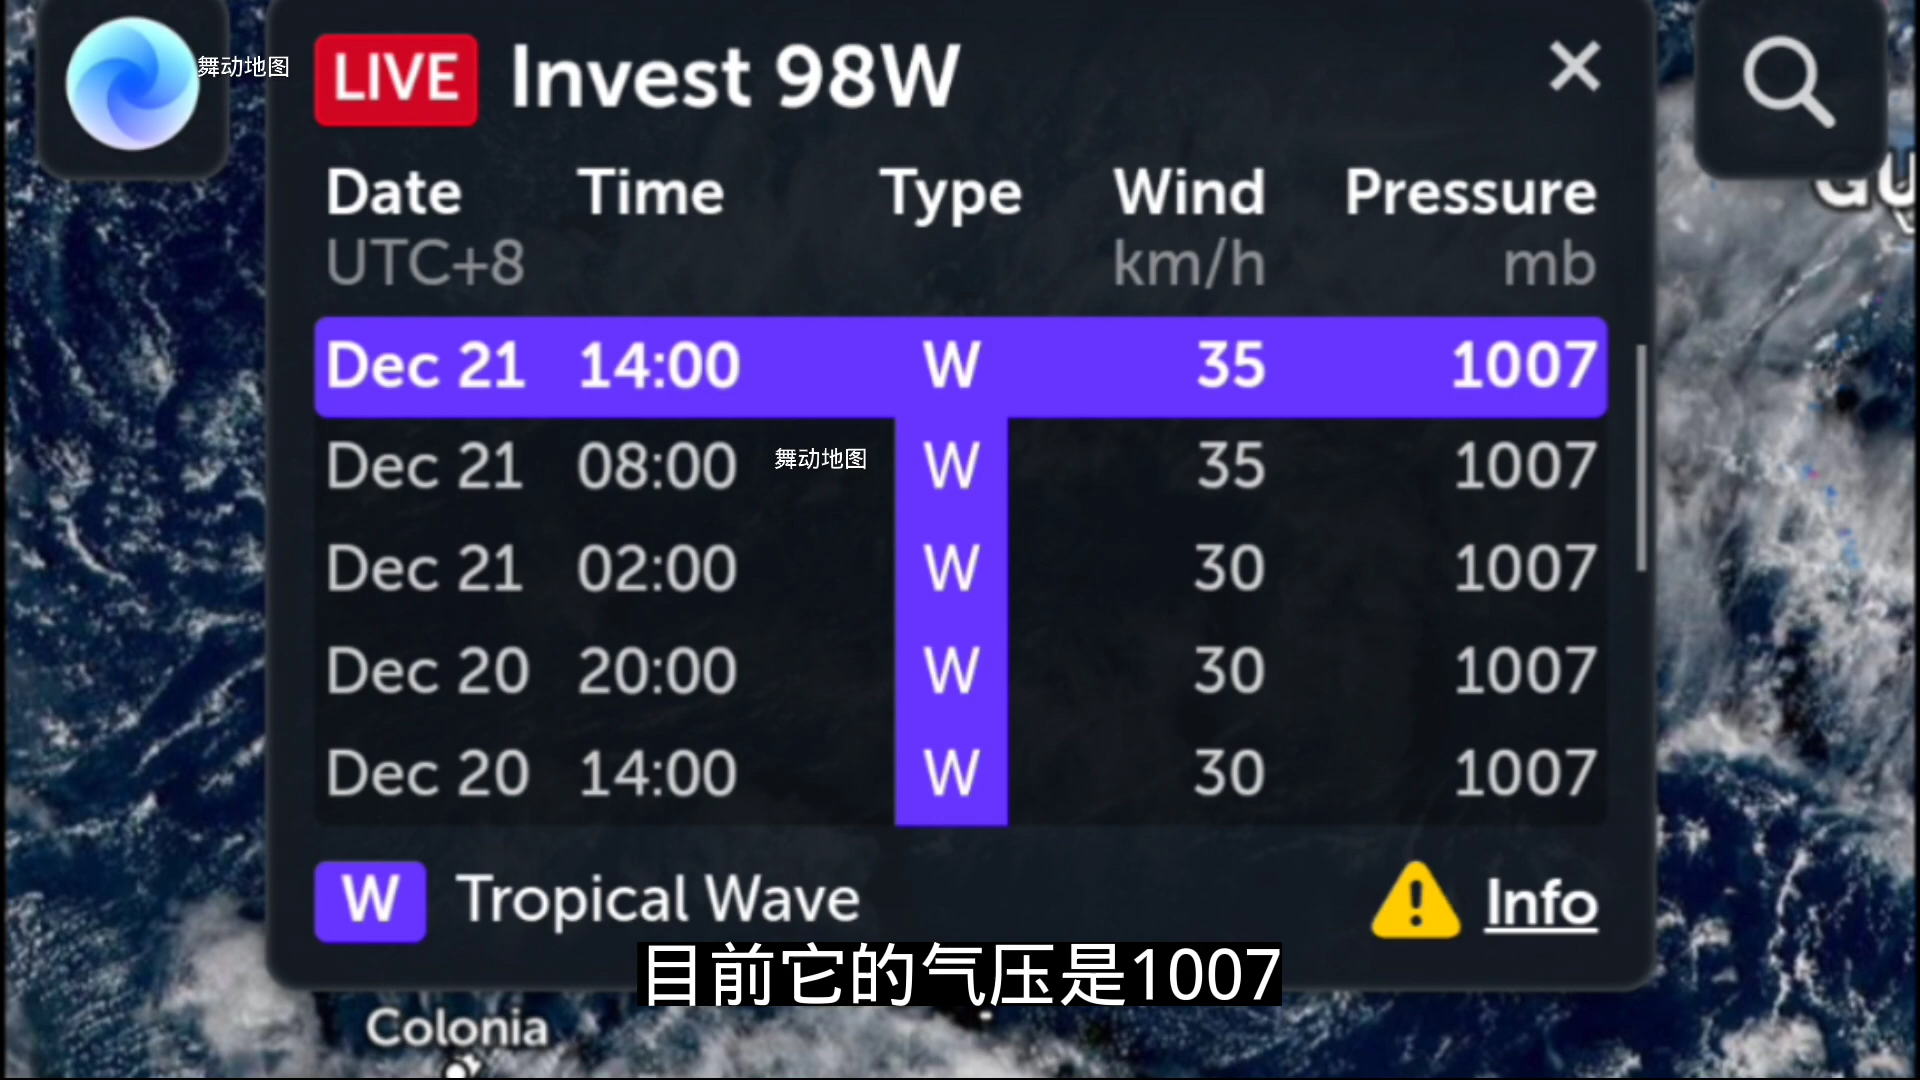 舞动地图
LIVE Invest 98W
Date Time Type Wind Pressure
UTC+8 km/h mb
Dec 21 14:00 W 35 1007
Dec 21 08:00 舞动地图 W 35 1007
Dec 21 02:00 W 30 1007
Dec 20 20:00 W 30 1007
Dec 20 14:00 W 30 1007
W Tropical Wave Info
目前它的气压是1007
Colonia